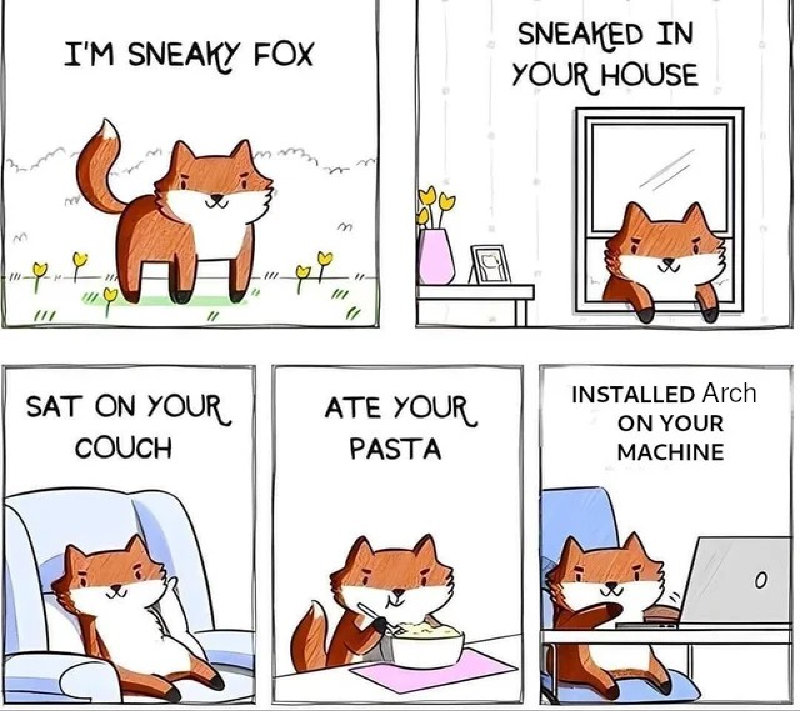 I'M SNEAKY FOX
SNEAKED IN
YOUR HOUSE
SAT ON YOUR
COUCH
ATE YOUR
PASTA
INSTALLED Arch
ON YOUR
MACHINE